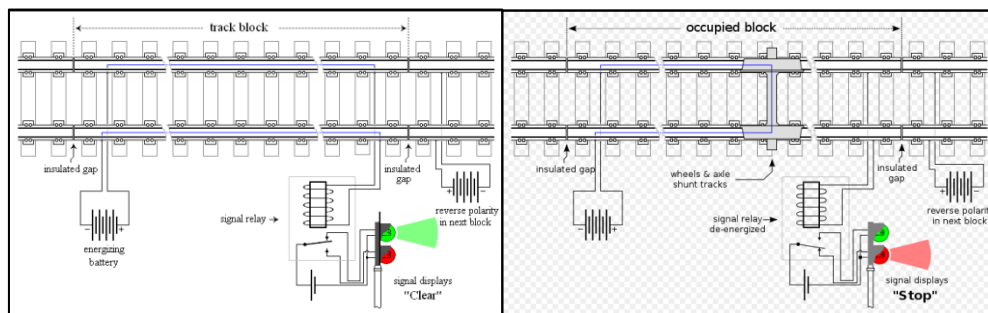 track block
insulated gap
insulated
gap
signal relay
reverse polarity
in next block
energizing
battery
signal displays
"Clear"
occupied block
insulated gap
wheels & axle
shunt tracks
insulated
gap
signal relay
de-energized
reverse polarity
in next block
signal displays
"Stop"